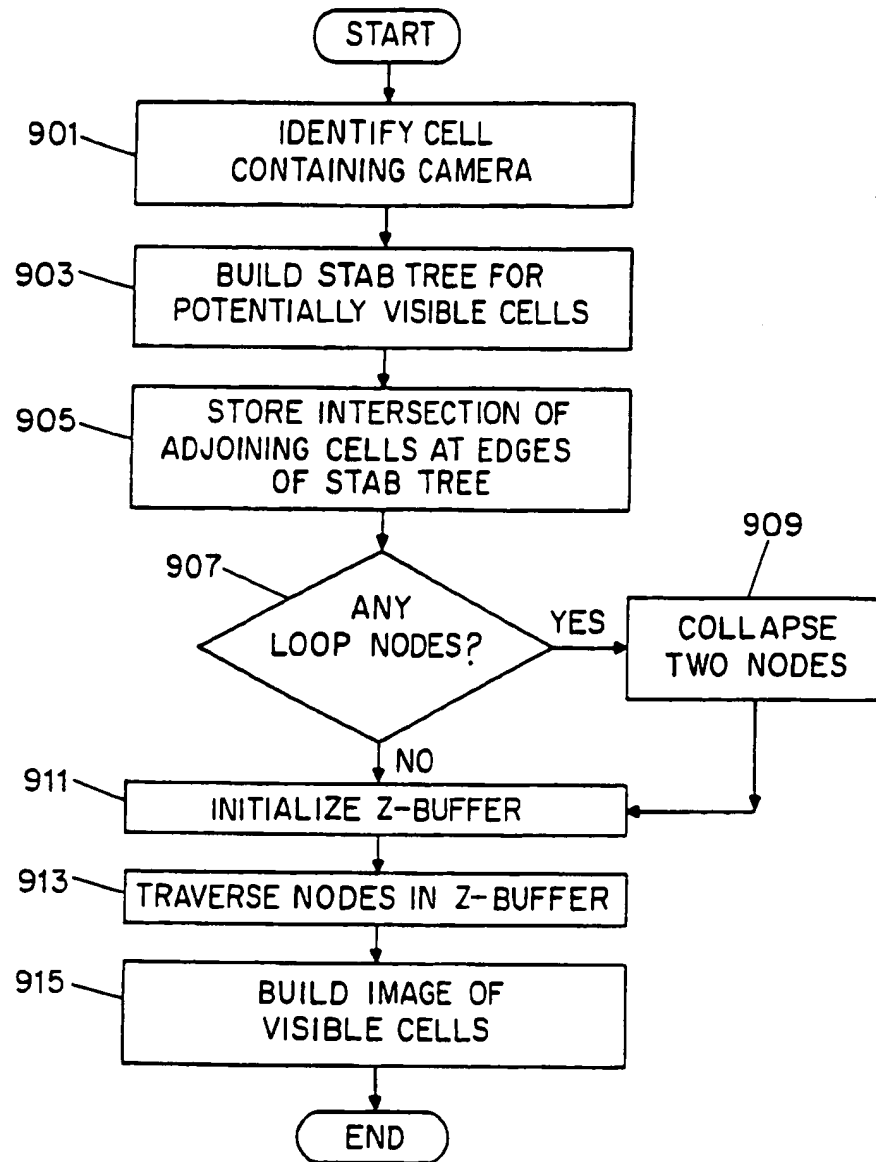 START
901
IDENTIFY CELL
CONTAINING CAMERA
903
BUILD STAB TREE FOR
POTENTIALLY VISIBLE CELLS
905
STORE INTERSECTION OF
ADJOINING CELLS AT EDGES
OF STAB TREE
907
ANY
LOOP NODES?
YES
909
COLLAPSE
TWO NODES
NO
911
INITIALIZE Z-BUFFER
913
TRAVERSE NODES IN Z-BUFFER
915
BUILD IMAGE OF
VISIBLE CELLS
END